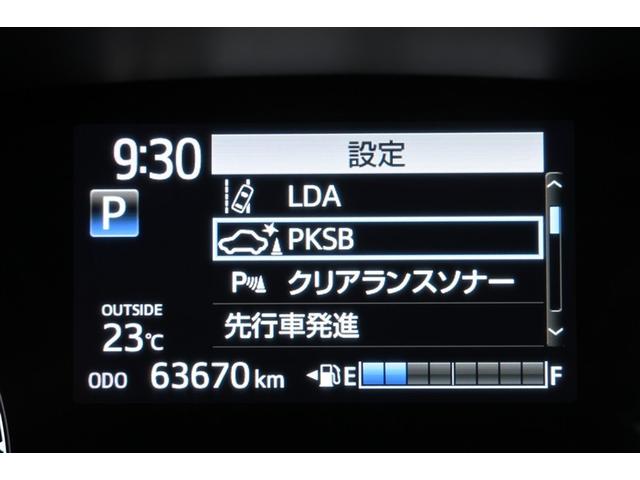 9:30
設定
P
LDA
PKSB
P クリアランスソナー
先行車発進
OUTSIDE
23℃
ODO 63670 km
E F